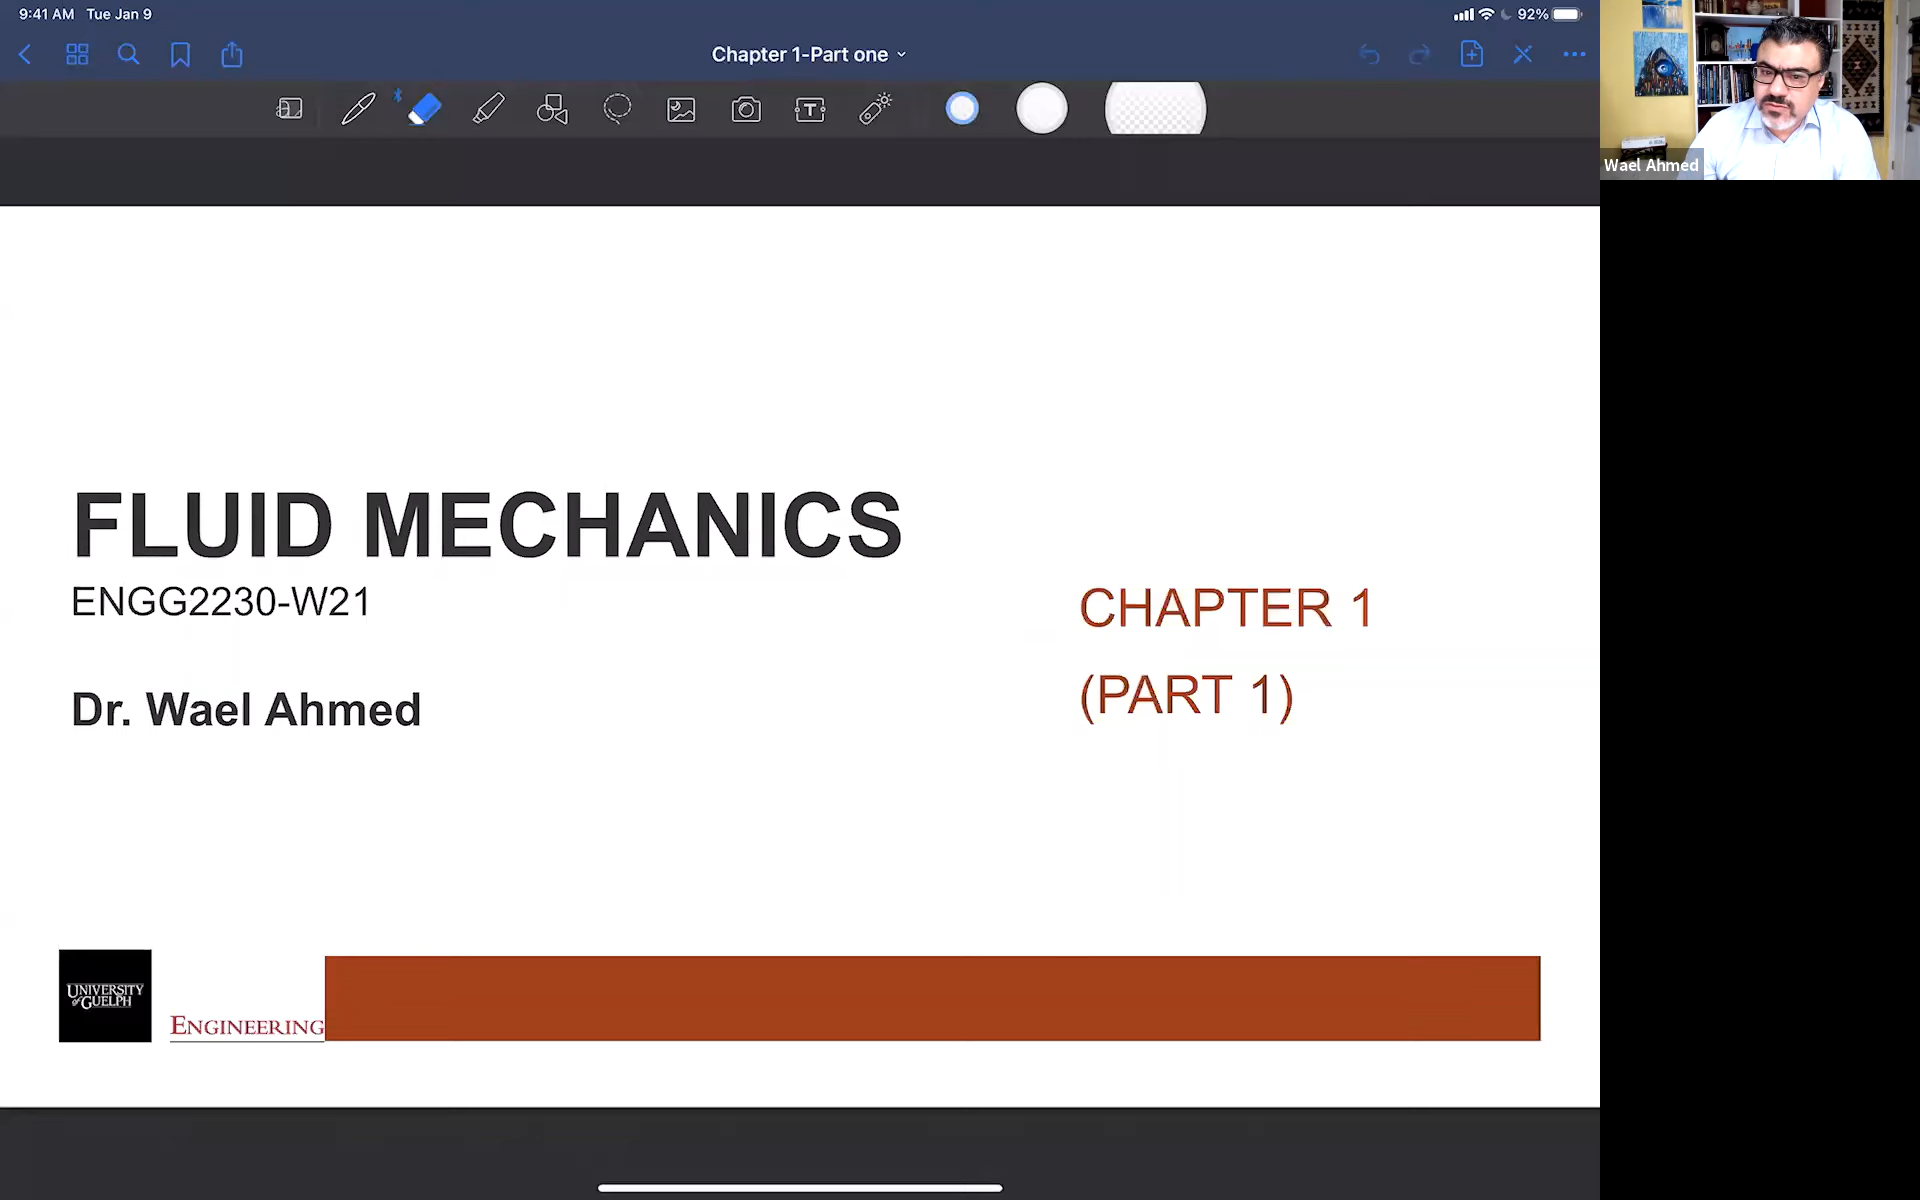 9:41 AM Tue Jan 9
92%
Chapter 1-Part one
T
Wael Ahmed
FLUID MECHANICS
ENGG2230-W21
Dr. Wael Ahmed
CHAPTER 1
(PART 1)
UNIVERSITY
of GUELPH
ENGINEERING